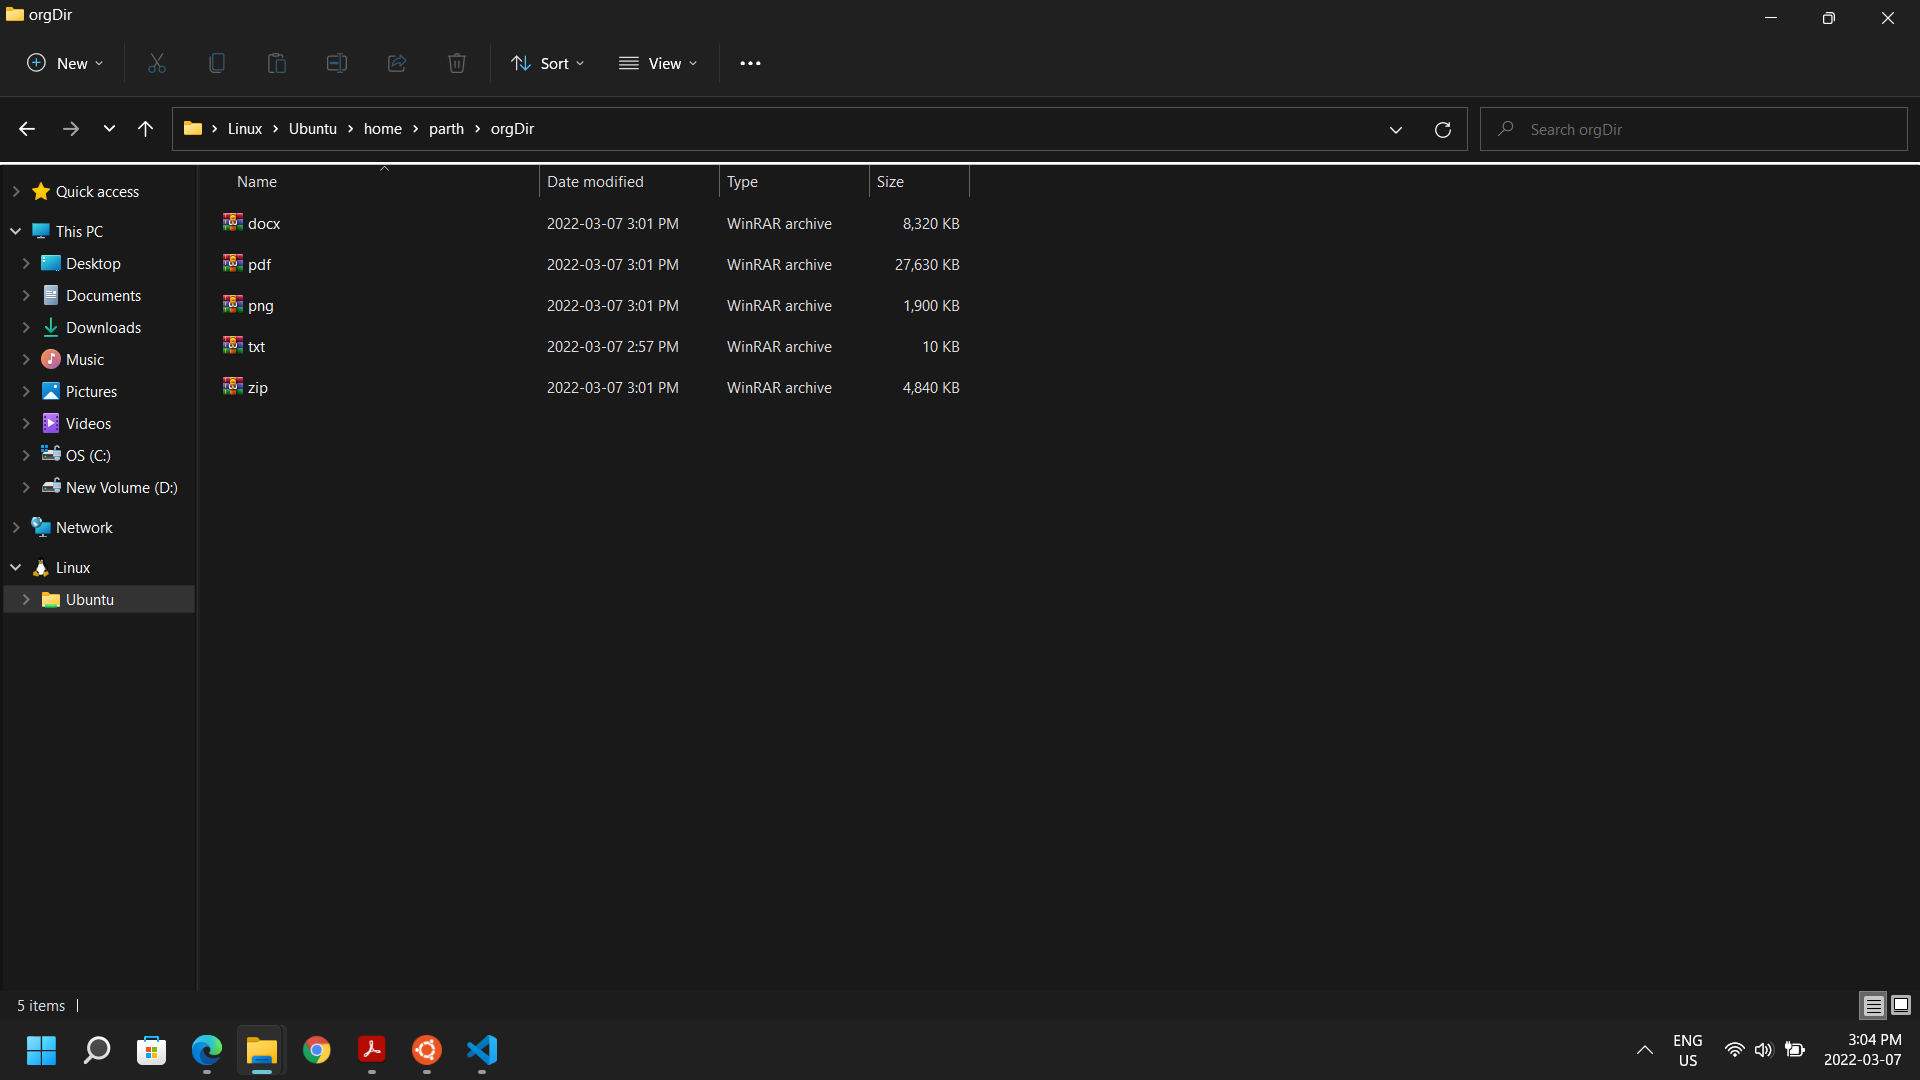 orgDir
New
Sort
View
Linux Ubuntu home parth orgDir
Search orgDir
Name Date modified Type Size
docx 2022-03-07 3:01 PM WinRAR archive 8,320 KB
pdf 2022-03-07 3:01 PM WinRAR archive 27,630 KB
png 2022-03-07 3:01 PM WinRAR archive 1,900 KB
txt 2022-03-07 2:57 PM WinRAR archive 10 KB
zip 2022-03-07 3:01 PM WinRAR archive 4,840 KB
Quick access
This PC
Desktop
Documents
Downloads
Music
Pictures
Videos
OS (C:)
New Volume (D:)
Network
Linux
Ubuntu
5 items
ENG
US
3:04 PM
2022-03-07